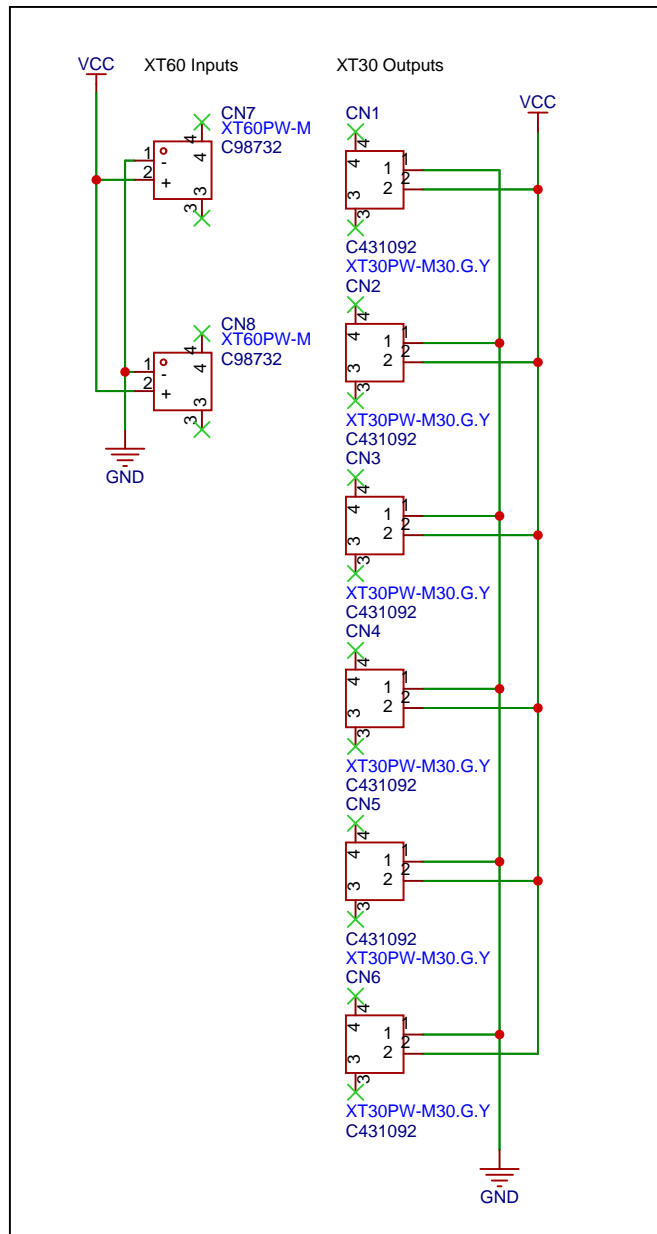 VCC
XT60 Inputs
CN7
XT60PW-M
C98732
4
4
1
-
2
+
3
3
CN8
XT60PW-M
C98732
4
4
1
-
2
+
3
3
GND
XT30 Outputs
VCC
CN1
4
4
1
1
2
2
3
3
C431092
XT30PW-M30.G.Y
CN2
4
4
1
1
2
2
3
3
XT30PW-M30.G.Y
C431092
CN3
4
4
1
1
2
2
3
3
XT30PW-M30.G.Y
C431092
CN4
4
4
1
1
2
2
3
3
XT30PW-M30.G.Y
C431092
CN5
4
4
1
1
2
2
3
3
C431092
XT30PW-M30.G.Y
CN6
4
4
1
1
2
2
3
3
XT30PW-M30.G.Y
C431092
GND